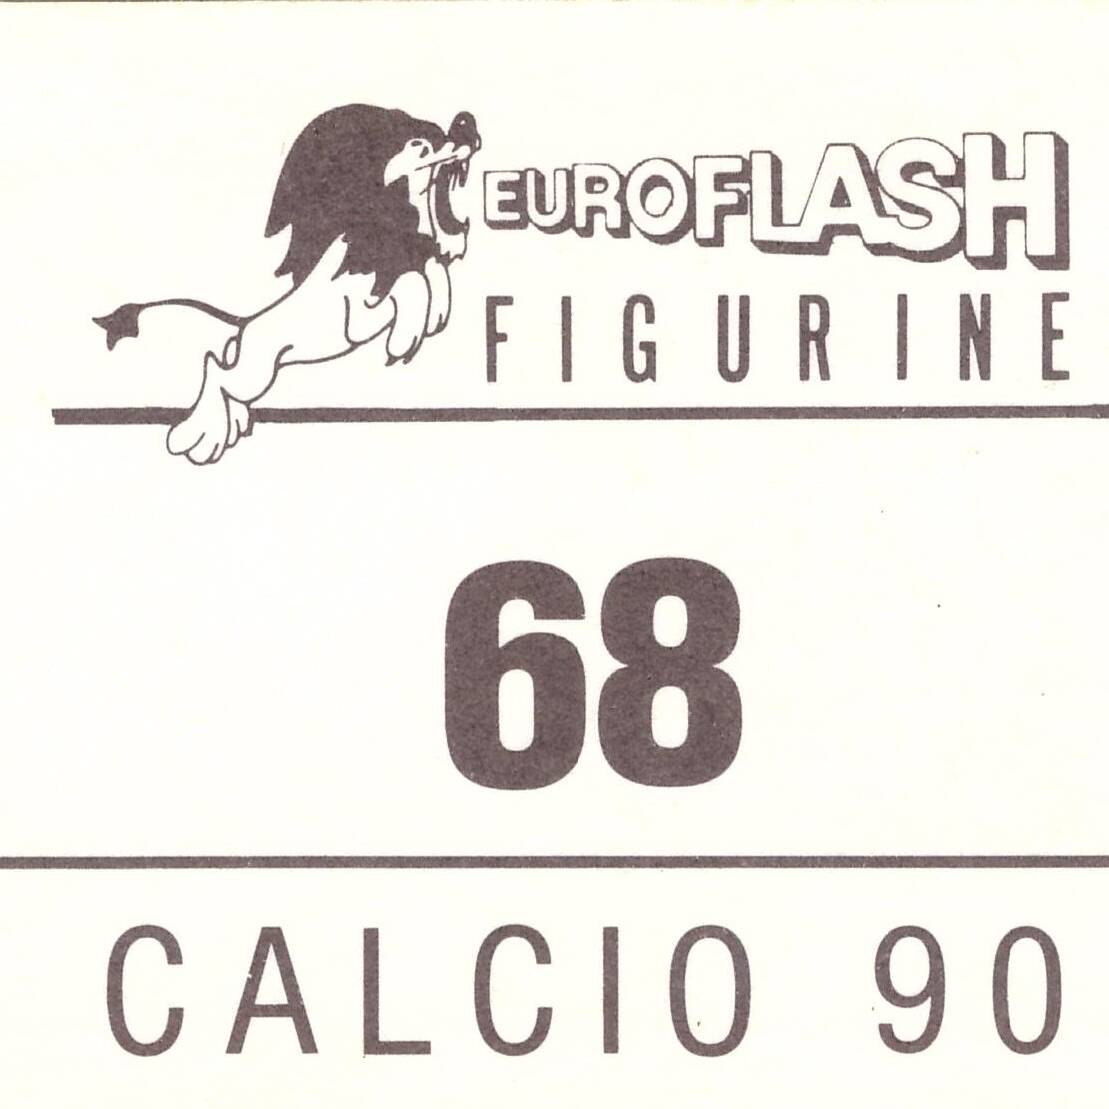 EUROFLASH
FIGURINE
68
CALCIO 90